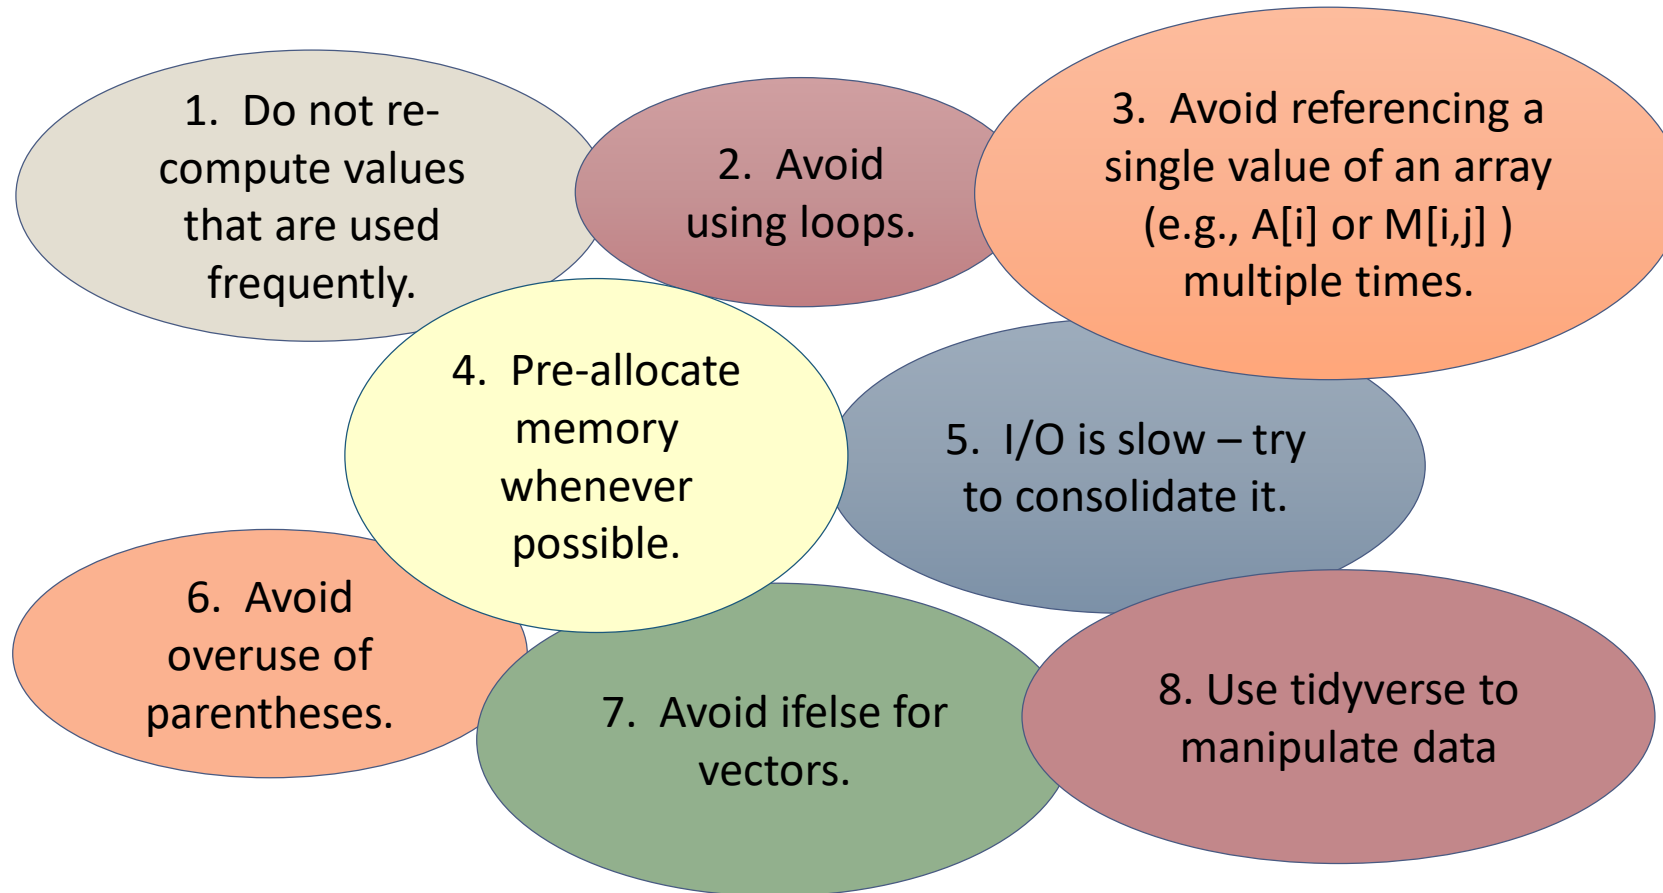 1. Do not re-
compute values
that are used
frequently.
2. Avoid
using loops.
3. Avoid referencing a
single value of an array
(e.g., A[i] or M[i,j] )
multiple times.
4. Pre-allocate
memory
whenever
possible.
5. I/O is slow – try
to consolidate it.
6. Avoid
overuse of
parentheses.
7. Avoid ifelse for
vectors.
8. Use tidyverse to
manipulate data